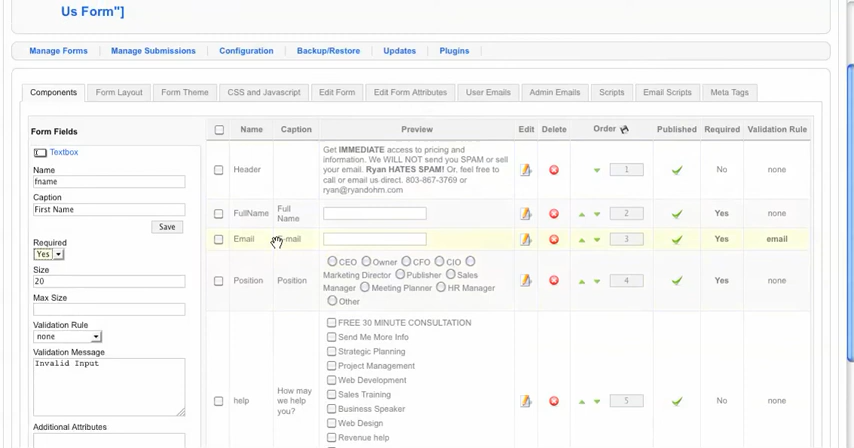 Us Form"]
Manage Forms Manage Submissions Configuration Backup/Restore Updates Plugins
Components Form Layout Form Theme CSS and Javascript Edit Form Edit Form Attributes User Emails Admin Emails Scripts Email Scripts Meta Tags
Form Fields
Textbox
Name
fname
Caption
First Name
Save
Required
Yes
Size
20
Max Size
Validation Rule
none
Validation Message
Invalid Input
Additional Attributes
Name Caption Preview Edit Delete Order Published Required Validation Rule
Header
Get IMMEDIATE access to pricing and
information. We WILL NOT send you SPAM or sell
your email. Ryan HATES SPAM! Or, feel free to
call or email us direct. 803-867-3769 or
ryan@ryandohrn.com
1 No none
FullName Full
Name
2 Yes none
Email E-mail 3 Yes email
Position Position
CEO Owner CFO CIO
Marketing Director Publisher Sales
Manager Meeting Planner HR Manager
Other
4 Yes none
help
How may
we help
you?
FREE 30 MINUTE CONSULTATION
Send Me More Info
Strategic Planning
Project Management
Web Development
Sales Training
Business Speaker
Web Design
Revenue help
5 No none